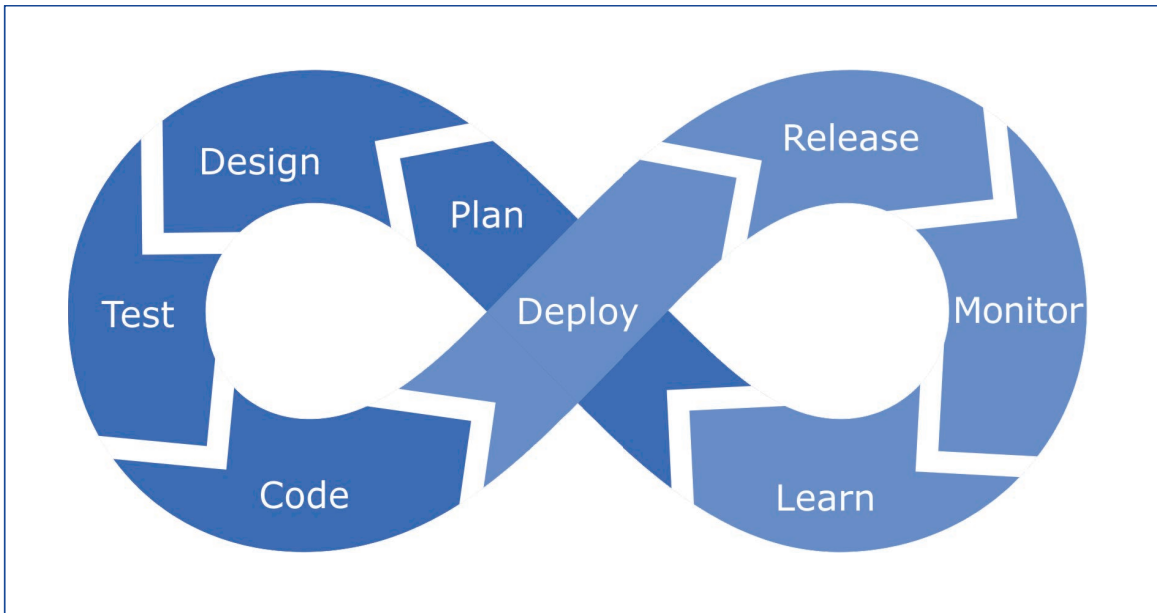 Design
Release
Plan
Test
Deploy
Monitor
Code
Learn